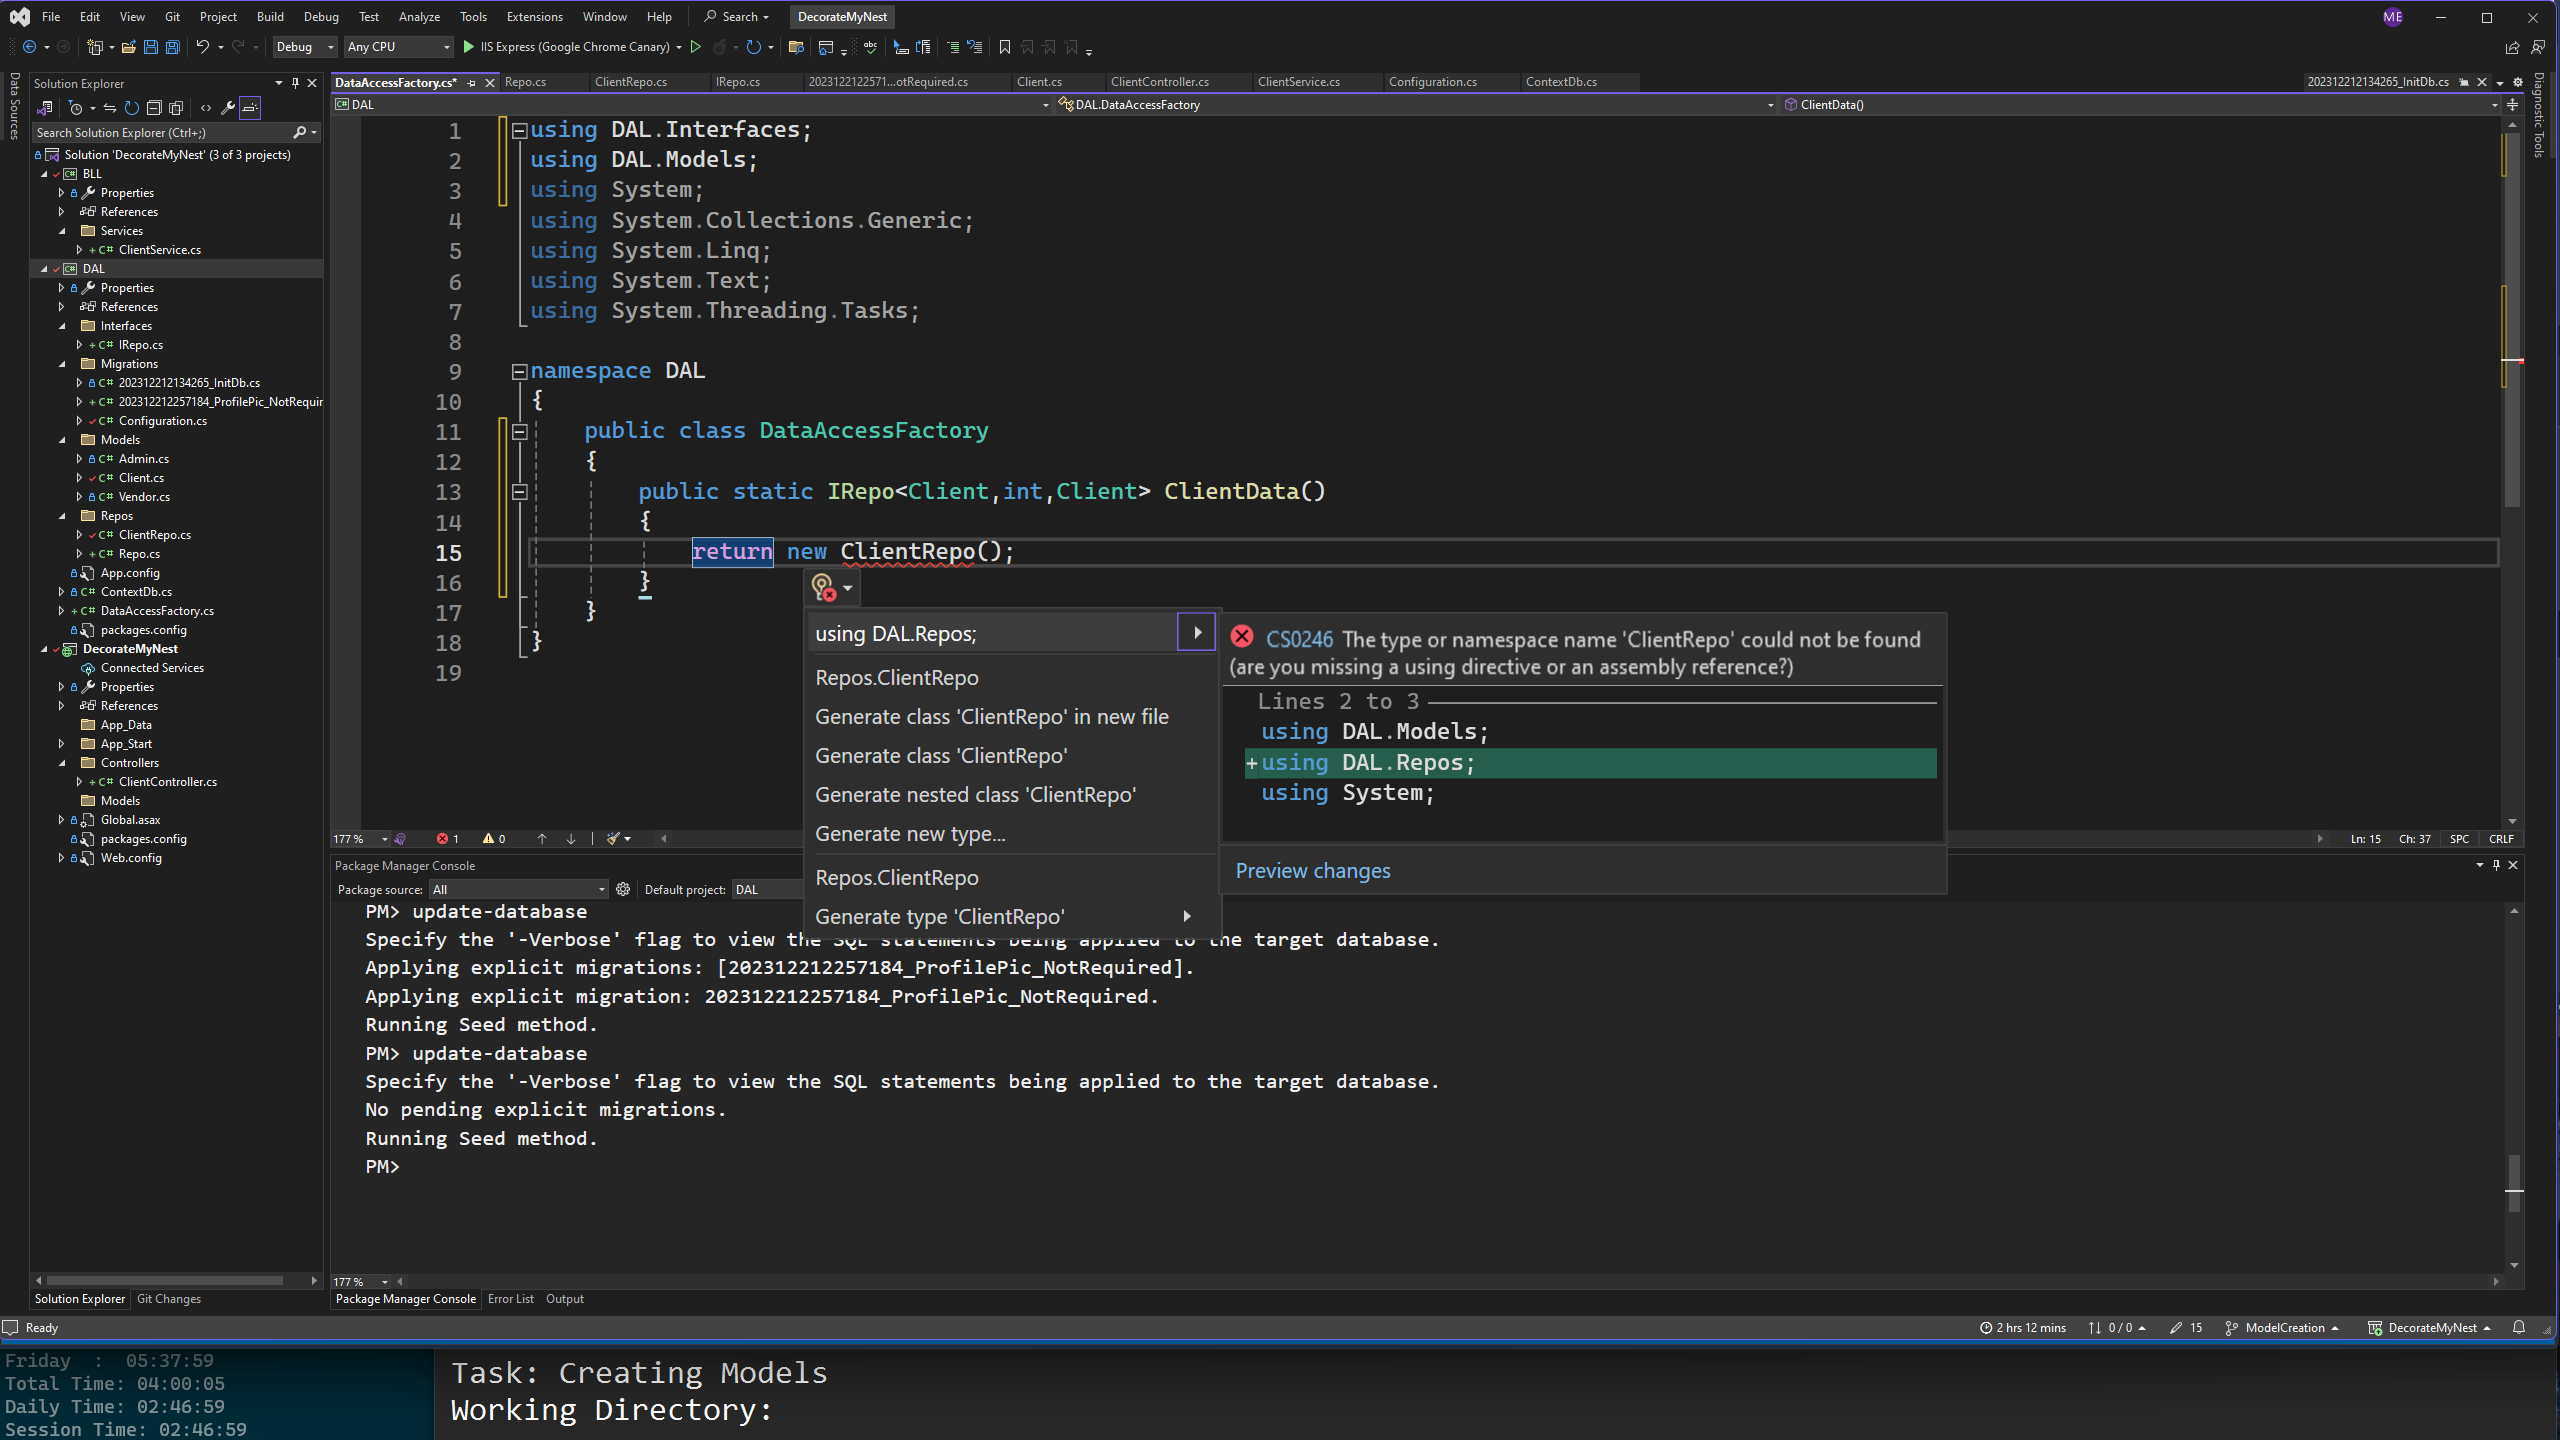 File Edit View Git Project Build Debug Test Analyze Tools Extensions Window Help Search DecorateMyNest ME
Debug Any CPU IIS Express (Google Chrome Canary)
Data Sources
Solution Explorer
Search Solution Explorer (Ctrl+;)
Solution 'DecorateMyNest' (3 of 3 projects)
BLL
Properties
References
Services
C# ClientService.cs
DAL
Properties
References
Interfaces
C# IRepo.cs
Migrations
C# 202312212134265_InitDb.cs
C# 202312212257184_ProfilePic_NotRequir
C# Configuration.cs
Models
C# Admin.cs
C# Client.cs
C# Vendor.cs
Repos
C# ClientRepo.cs
C# Repo.cs
App.config
C# ContextDb.cs
C# DataAccessFactory.cs
packages.config
DecorateMyNest
Connected Services
Properties
References
App_Data
App_Start
Controllers
C# ClientController.cs
Models
Global.asax
packages.config
Web.config
Solution Explorer Git Changes
DataAccessFactory.cs* Repo.cs ClientRepo.cs IRepo.cs 2023122122571...otRequired.cs Client.cs ClientController.cs ClientService.cs Configuration.cs ContextDb.cs 202312212134265_InitDb.cs
DAL DAL.DataAccessFactory ClientData()
Diagnostic Tools
1 using DAL.Interfaces;
2 using DAL.Models;
3 using System;
4 using System.Collections.Generic;
5 using System.Linq;
6 using System.Text;
7 using System.Threading.Tasks;
8
9 namespace DAL
10 {
11 public class DataAccessFactory
12 {
13 public static IRepo<Client,int,Client> ClientData()
14 {
15 return new ClientRepo();
16 }
17 }
18 }
19
using DAL.Repos;
Repos.ClientRepo
Generate class 'ClientRepo' in new file
Generate class 'ClientRepo'
Generate nested class 'ClientRepo'
Generate new type...
Repos.ClientRepo
Generate type 'ClientRepo'
CS0246 The type or namespace name 'ClientRepo' could not be found
(are you missing a using directive or an assembly reference?)
Lines 2 to 3
using DAL.Models;
+using DAL.Repos;
using System;
Preview changes
177 % 1 0 Ln: 15 Ch: 37 SPC CRLF
Package Manager Console
Package source: All Default project: DAL
PM> update-database
Specify the '-Verbose' flag to view the SQL statements being applied to the target database.
Applying explicit migrations: [202312212257184_ProfilePic_NotRequired].
Applying explicit migration: 202312212257184_ProfilePic_NotRequired.
Running Seed method.
PM> update-database
Specify the '-Verbose' flag to view the SQL statements being applied to the target database.
No pending explicit migrations.
Running Seed method.
PM>
177 %
Package Manager Console Error List Output
Ready 2 hrs 12 mins 0 / 0 15 ModelCreation DecorateMyNest
Friday : 05:37:59
Total Time: 04:00:05
Daily Time: 02:46:59
Session Time: 02:46:59
Task: Creating Models
Working Directory: